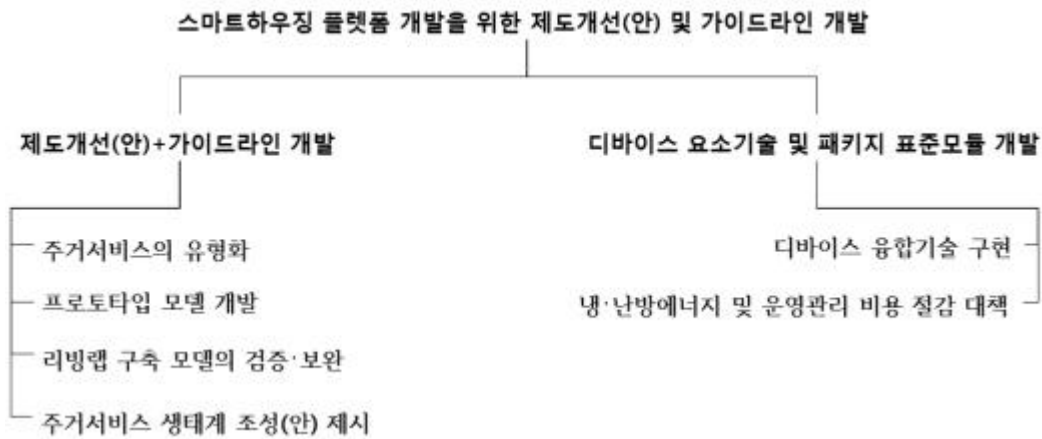 스마트하우징 플렛폼 개발을 위한 제도개선(안) 및 가이드라인 개발
제도개선(안)+가이드라인 개발
주거서비스의 유형화
프로토타입 모델 개발
리빙랩 구축 모델의 검증·보완
주거서비스 생태계 조성(안) 제시
디바이스 요소기술 및 패키지 표준모듈 개발
디바이스 융합기술 구현
냉·난방에너지 및 운영관리 비용 절감 대책